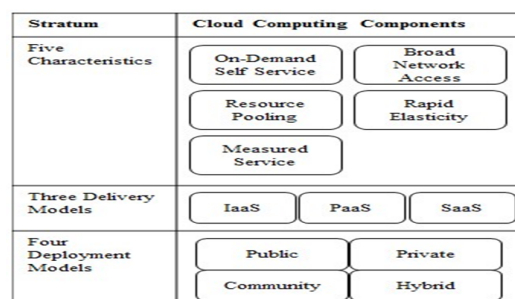 Stratum
Cloud Computing Components
Five
Characteristics
On-Demand
Self Service
Broad
Network
Access
Resource
Pooling
Rapid
Elasticity
Measured
Service
Three Delivery
Models
IaaS
PaaS
SaaS
Four
Deployment
Models
Public
Private
Community
Hybrid